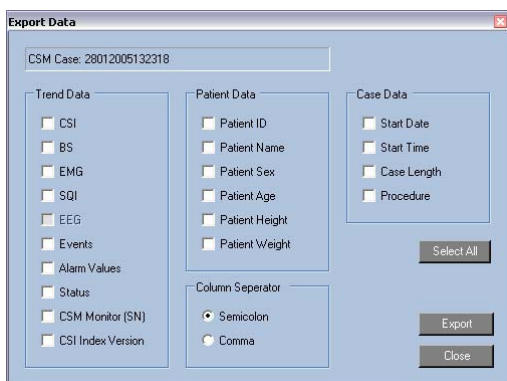 Export Data
CSM Case: 28012005132318
Trend Data
CSI
BS
EMG
SQI
EEG
Events
Alarm Values
Status
CSM Monitor (SN)
CSI Index Version
Patient Data
Patient ID
Patient Name
Patient Sex
Patient Age
Patient Height
Patient Weight
Column Seperator
Semicolon
Comma
Case Data
Start Date
Start Time
Case Length
Procedure
Select All
Export
Close